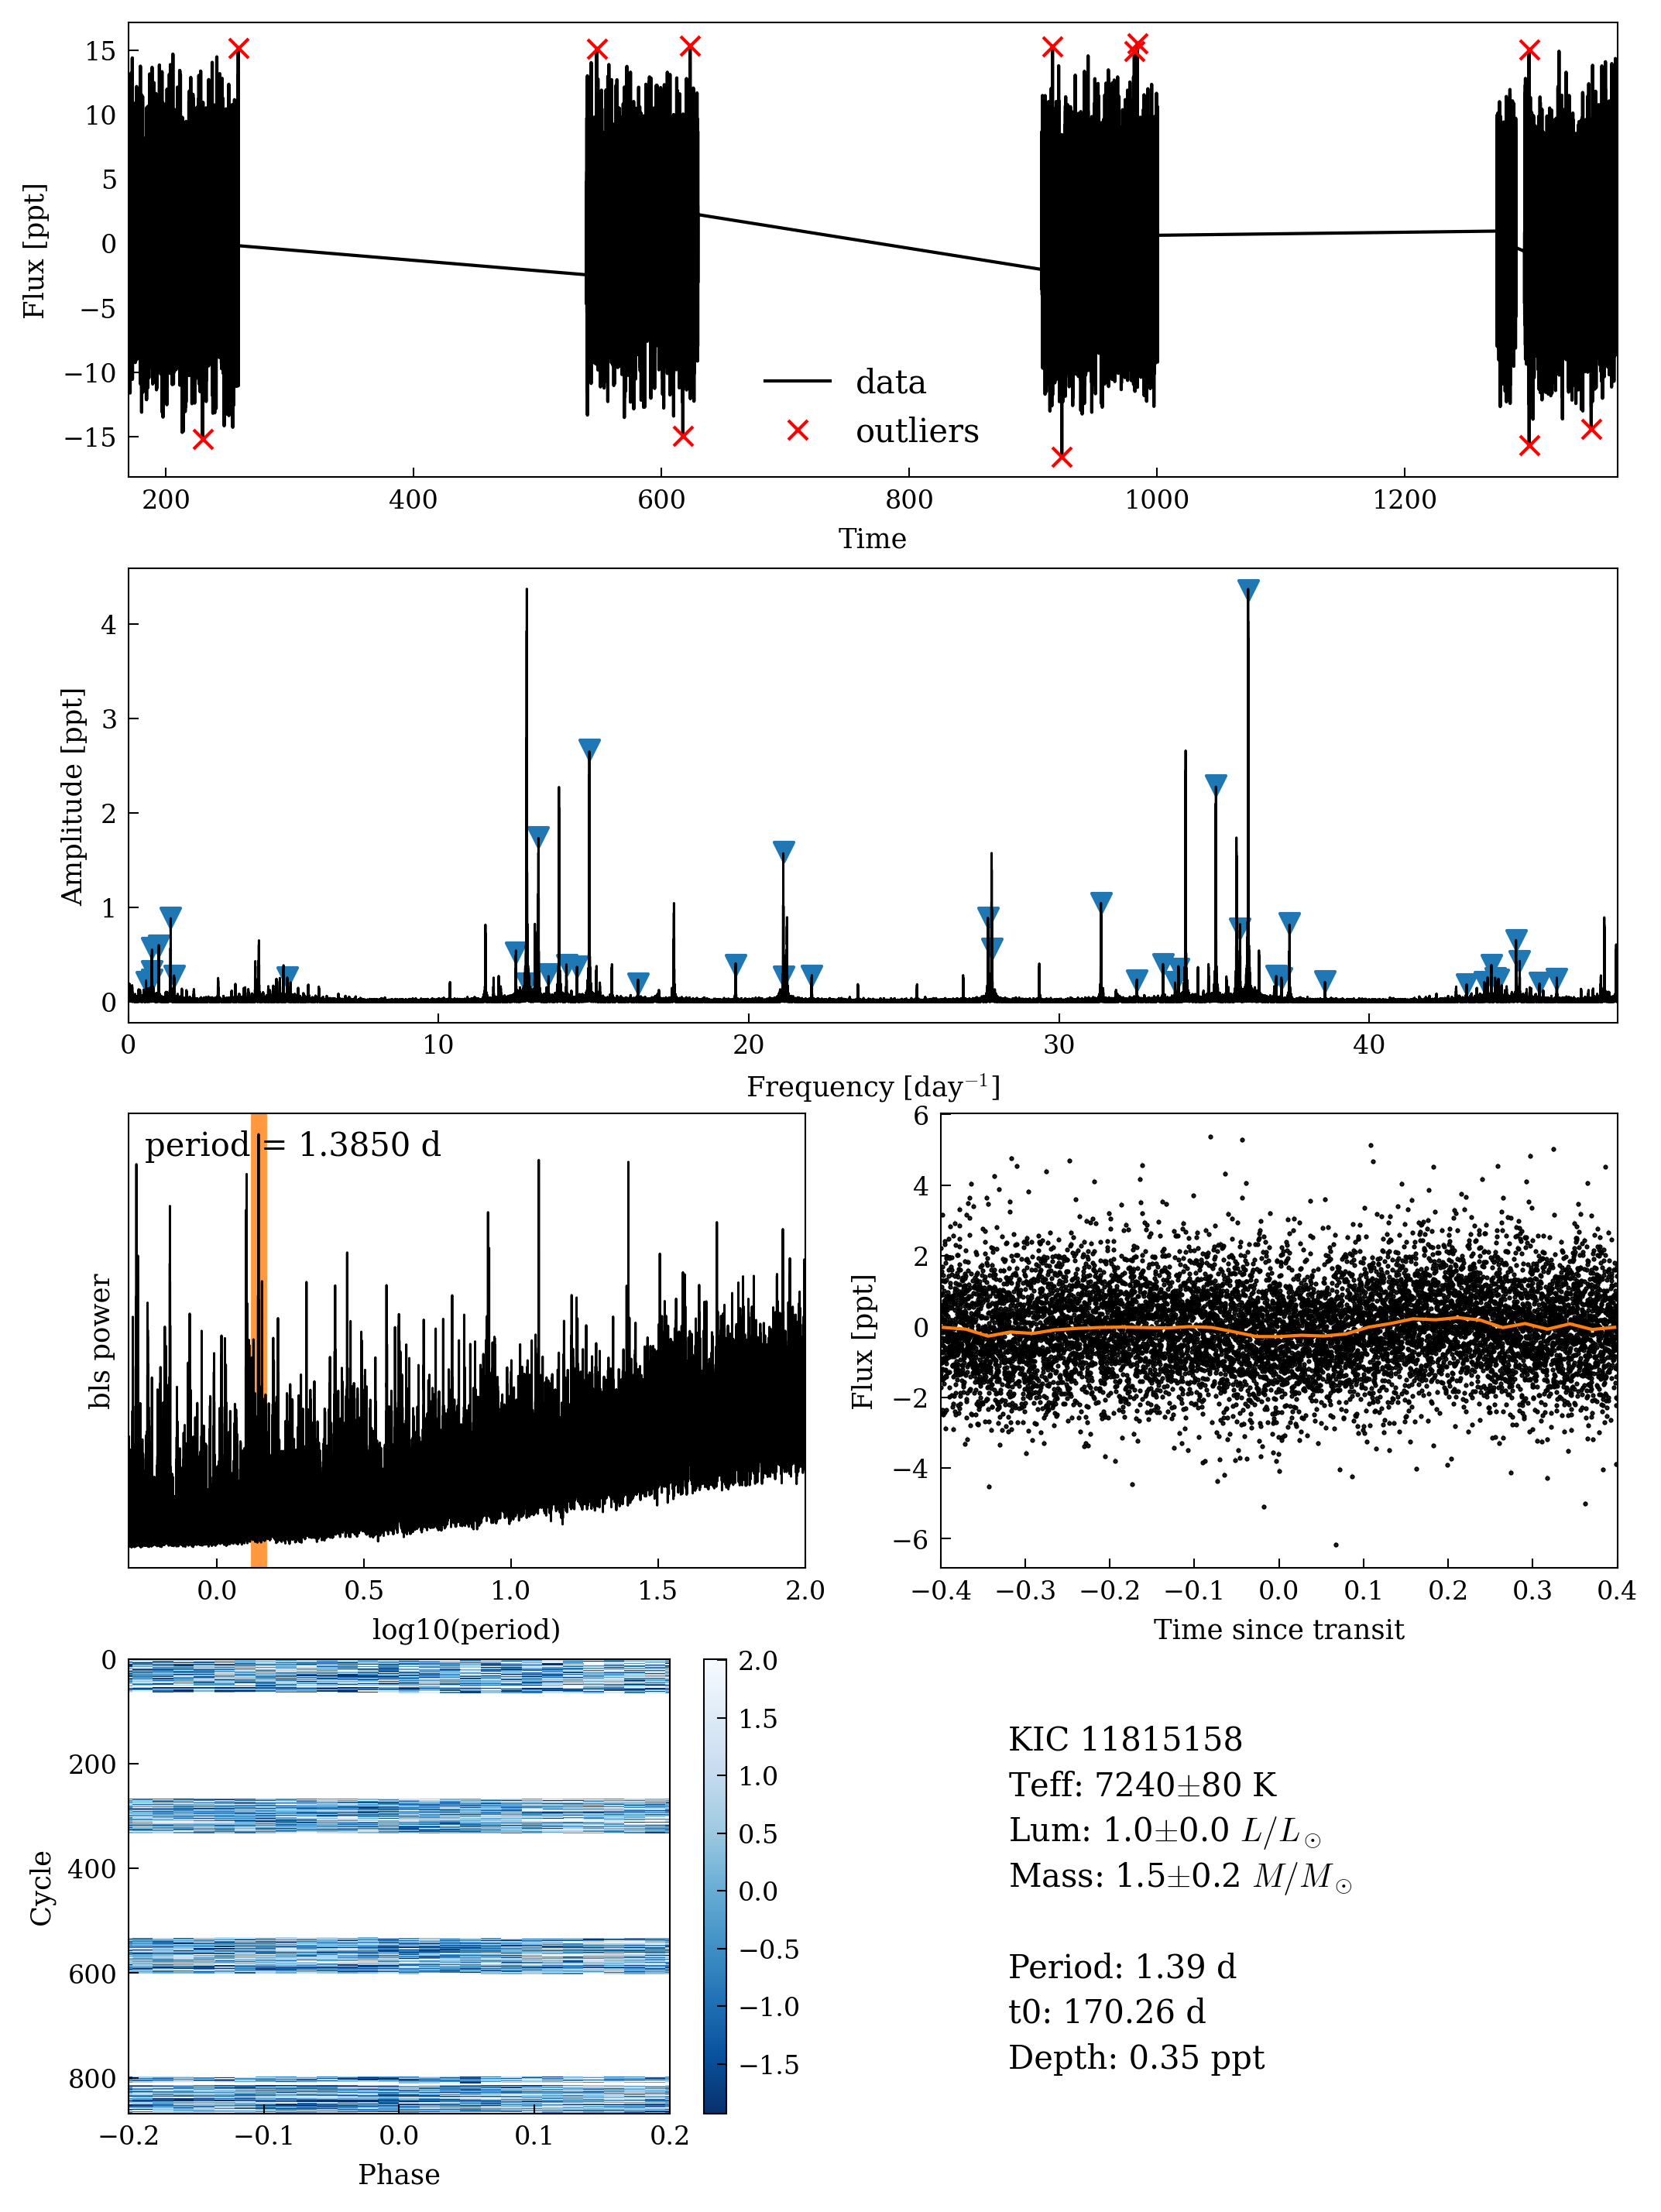 15
10
5
0
−5
−10
−15
Flux [ppt]
data
outliers
200 400 600 800 1000 1200
Time
4
3
2
1
0
Amplitude [ppt]
0 10 20 30 40
Frequency [day⁻¹]
period = 1.3850 d
bls power
0.0 0.5 1.0 1.5 2.0
log10(period)
6
4
2
0
−2
−4
−6
Flux [ppt]
−0.4 −0.3 −0.2 −0.1 0.0 0.1 0.2 0.3 0.4
Time since transit
0
200
400
600
800
Cycle
−0.2 −0.1 0.0 0.1 0.2
Phase
2.0
1.5
1.0
0.5
0.0
−0.5
−1.0
−1.5
KIC 11815158
Teff: 7240±80 K
Lum: 1.0±0.0 L/L☉
Mass: 1.5±0.2 M/M☉
Period: 1.39 d
t0: 170.26 d
Depth: 0.35 ppt